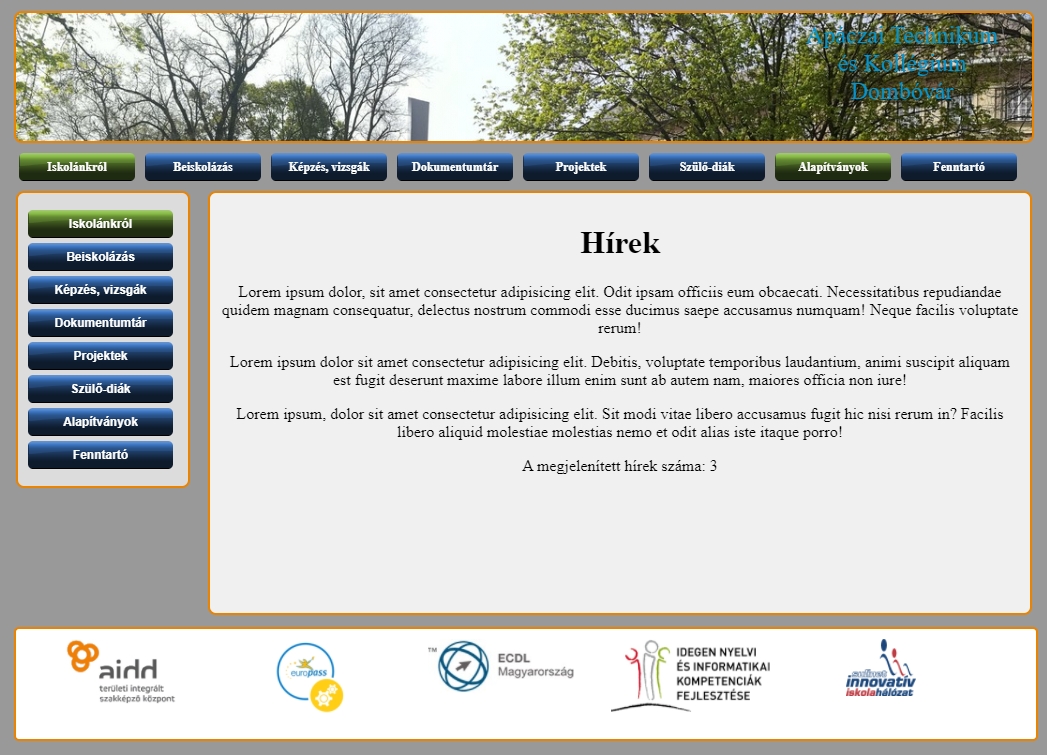 Apáczai Technikum
és Kollégium
Dombóvár
Iskolánkról
Beiskolázás
Képzés, vizsgák
Dokumentumtár
Projektek
Szülő-diák
Alapítványok
Fenntartó
Iskolánkról
Beiskolázás
Képzés, vizsgák
Dokumentumtár
Projektek
Szülő-diák
Alapítványok
Fenntartó
Hírek
Lorem ipsum dolor, sit amet consectetur adipisicing elit. Odit ipsam officiis eum obcaecati. Necessitatibus repudiandae
quidem magnam consequatur, delectus nostrum commodi esse ducimus saepe accusamus numquam! Neque facilis voluptate
rerum!
Lorem ipsum dolor sit amet consectetur adipisicing elit. Debitis, voluptate temporibus laudantium, animi suscipit aliquam
est fugit deserunt maxime labore illum enim sunt ab autem nam, maiores officia non iure!
Lorem ipsum, dolor sit amet consectetur adipisicing elit. Sit modi vitae libero accusamus fugit hic nisi rerum in? Facilis
libero aliquid molestiae molestias nemo et odit alias iste itaque porro!
A megjelenített hírek száma: 3
aidd
területi integrált
szakképző központ
europass
TM
ECDL
Magyarország
IDEGEN NYELVI
ÉS INFORMATIKAI
KOMPETENCIÁK
FEJLESZTÉSE
sulinet
innovatív
iskolahálózat